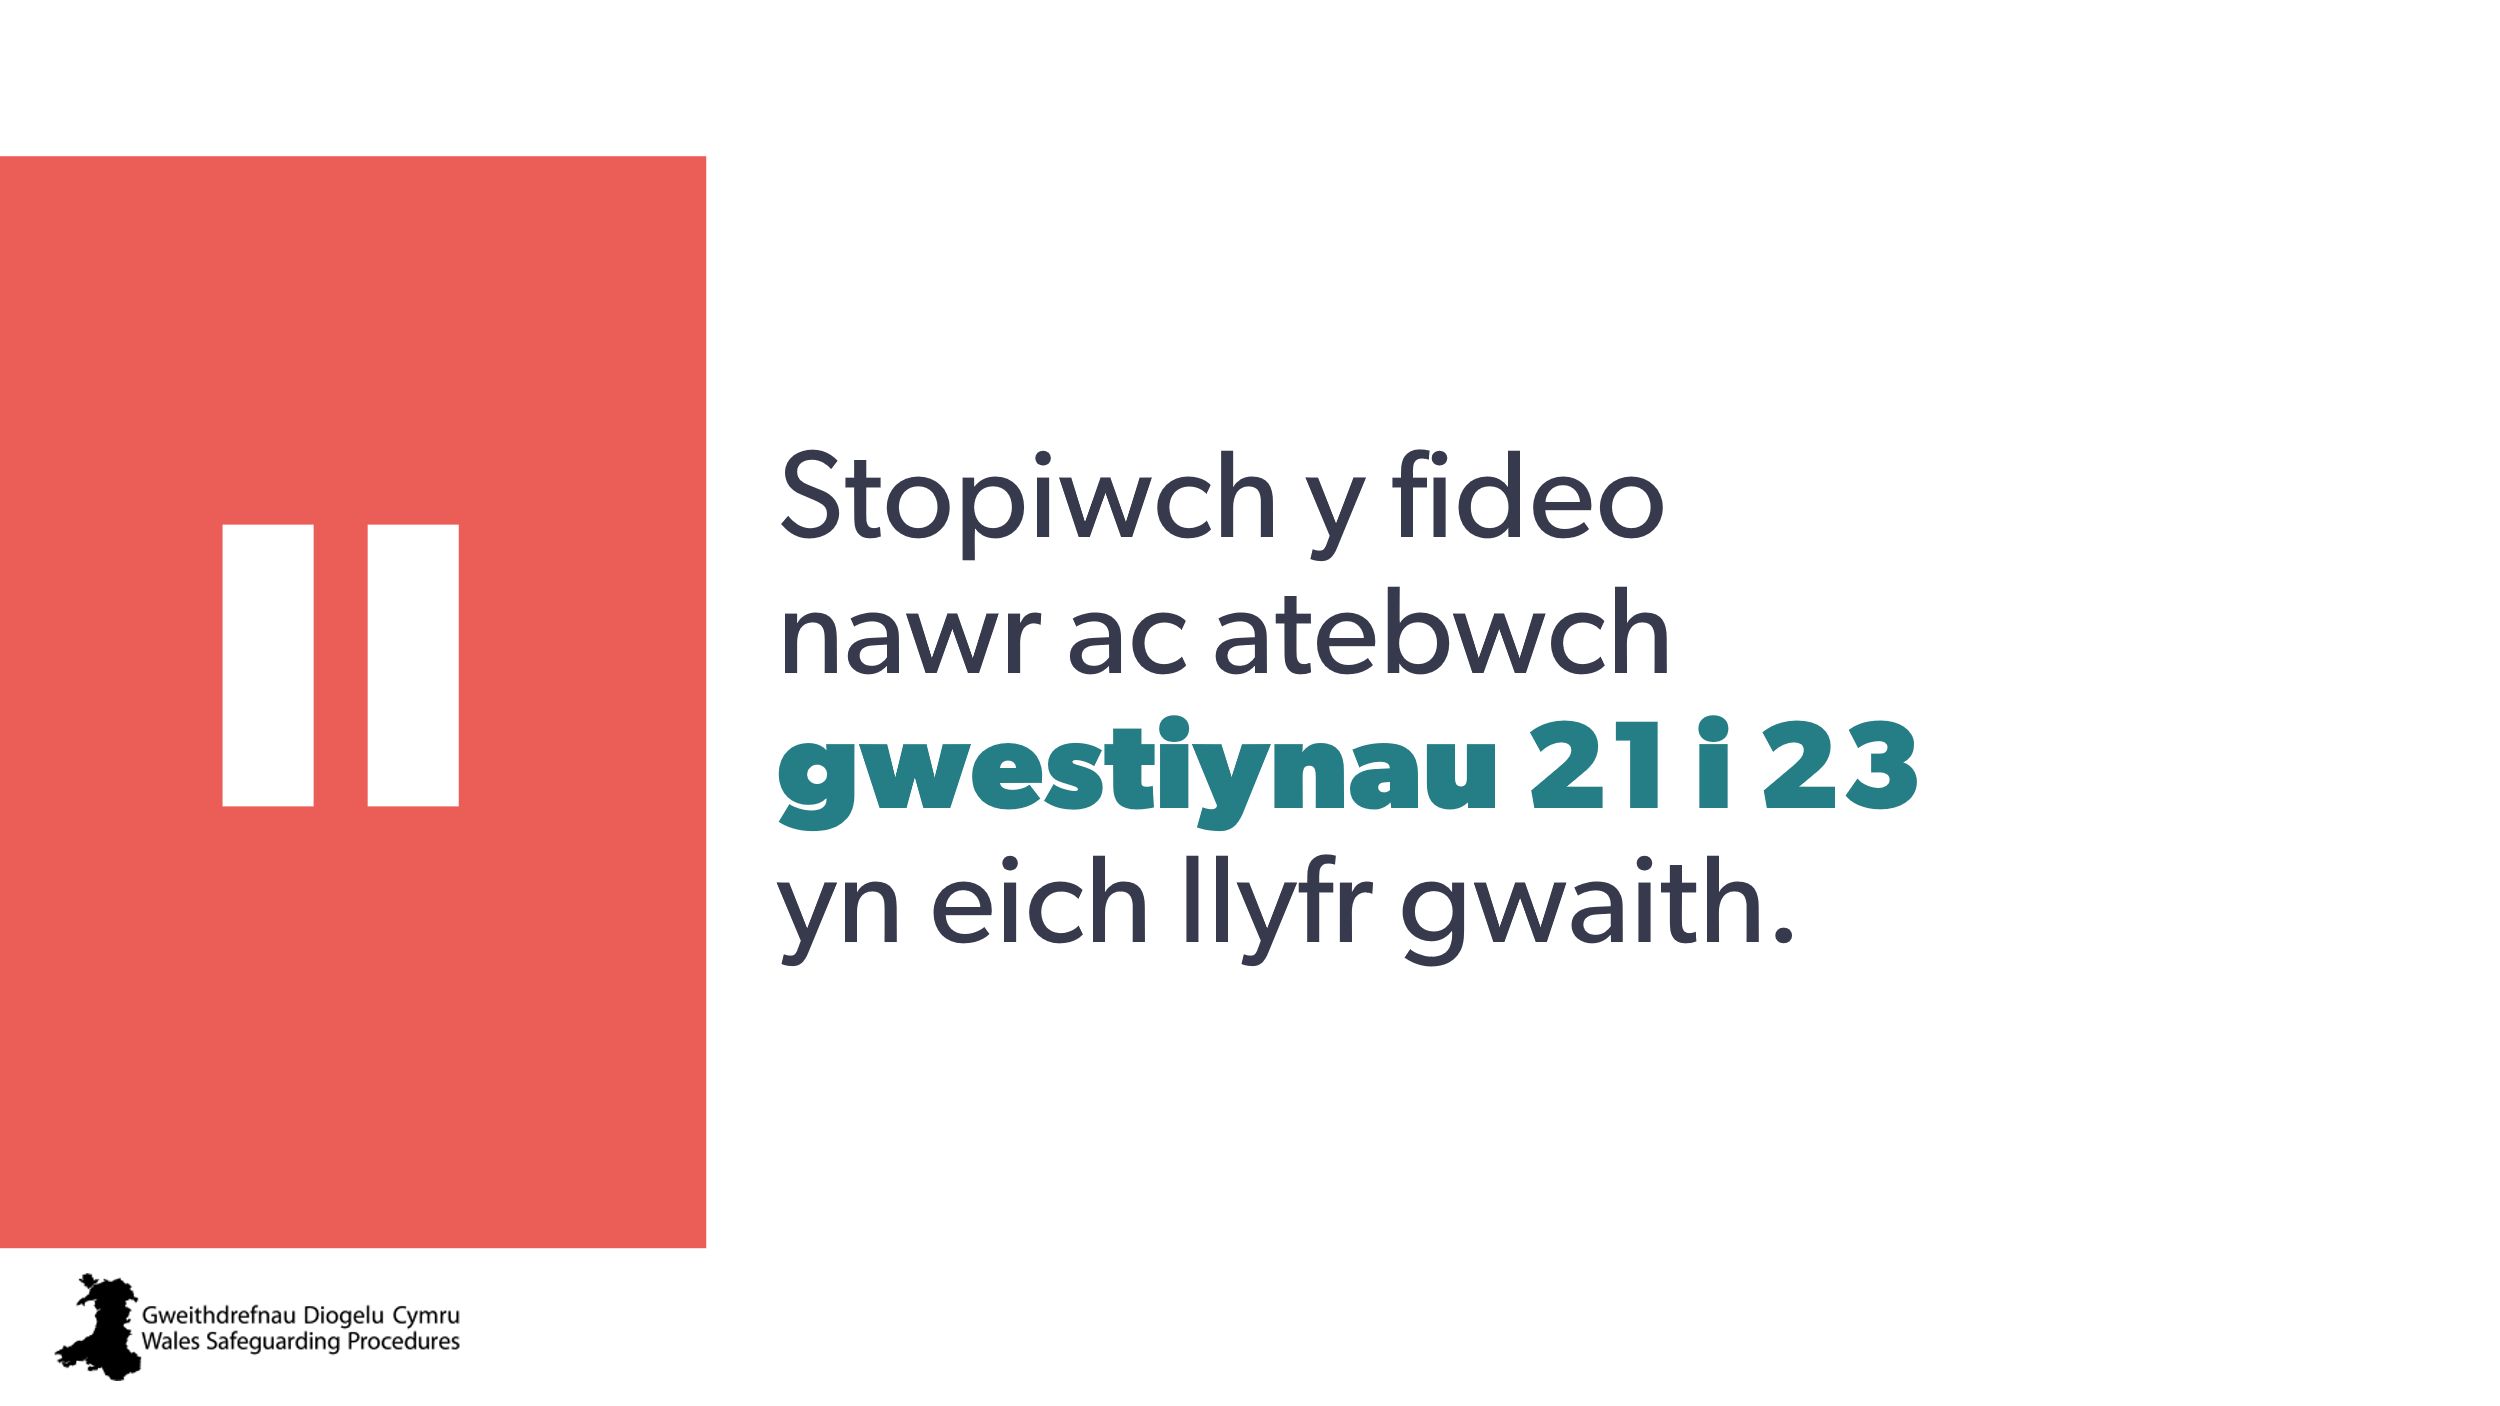 Stopiwch y fideo
nawr ac atebwch
gwestiynau 21 i 23
yn eich llyfr gwaith.
Gweithdrefnau Diogelu Cymru
Wales Safeguarding Procedures